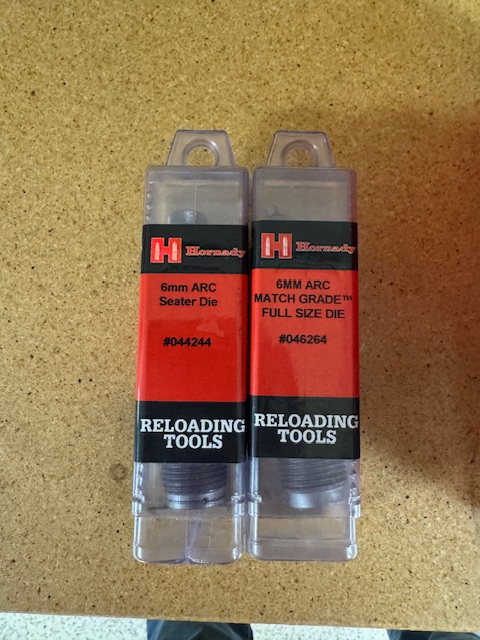 H Hornady
6mm ARC
Seater Die
#044244
RELOADING
TOOLS
H Hornady
6MM ARC
MATCH GRADE™
FULL SIZE DIE
#046264
RELOADING
TOOLS